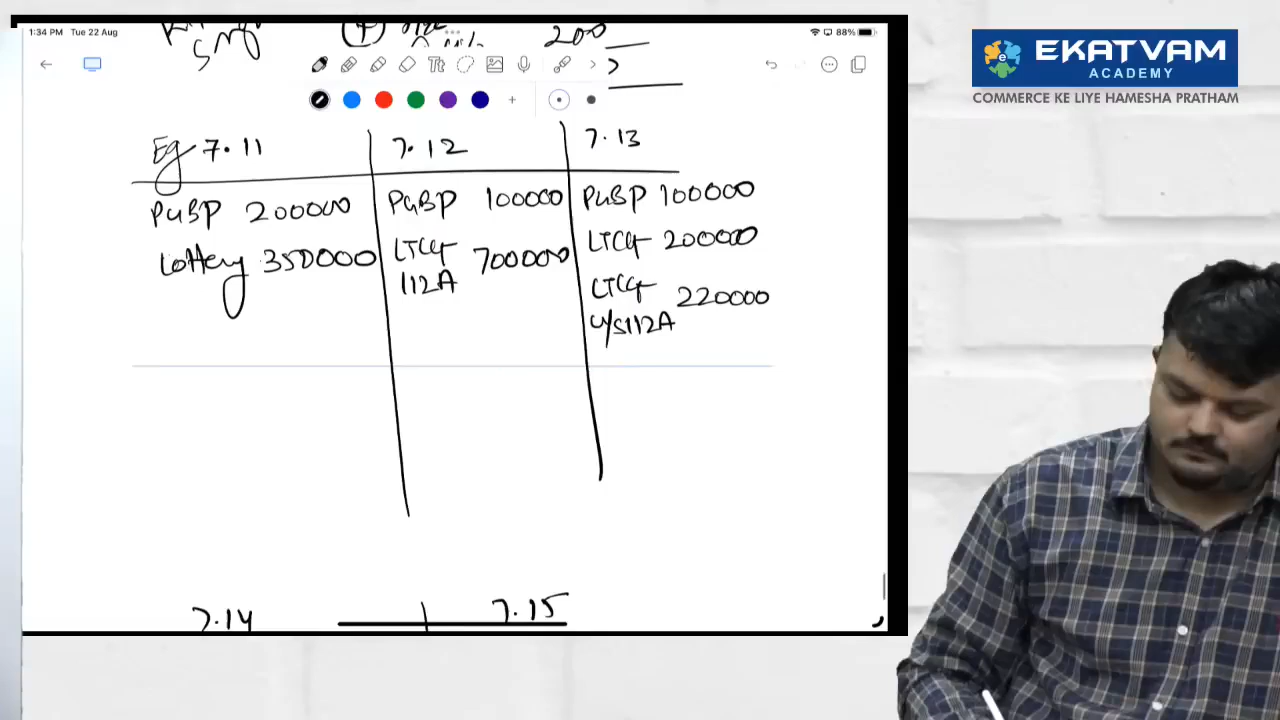 1:34 PM Tue 22 Aug
88%
EKATVAM
ACADEMY
COMMERCE KE LIYE HAMESHA PRATHAM
200
Eg 7.11 7.12 7.13
PGBP 200000 PGBP 100000 PGBP 100000
Lottery 350000 LTCG 112A 700000 LTCG 200000
LTCG u/s112A 220000
7.14 7.15